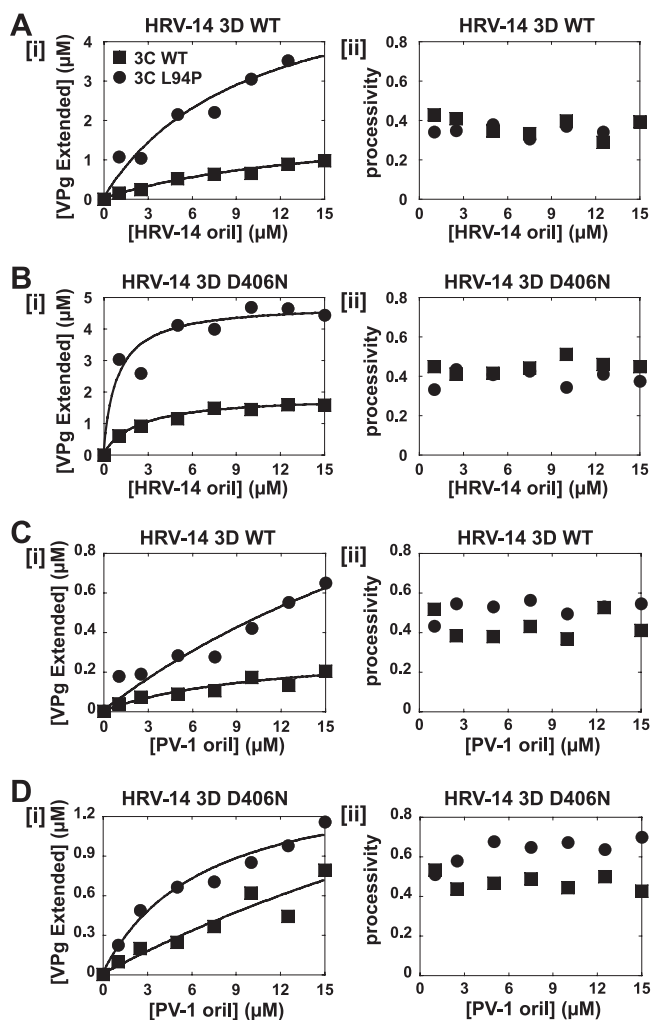 A
HRV-14 3D WT
[i]
[VPg Extended] (µM)
4
3
2
1
0
■ 3C WT
● 3C L94P
0 3 6 9 12 15
[HRV-14 oriI] (µM)
HRV-14 3D WT
[ii]
processivity
0.8
0.6
0.4
0.2
0
0 3 6 9 12 15
[HRV-14 oriI] (µM)
B
HRV-14 3D D406N
[i]
[VPg Extended] (µM)
5
4
3
2
1
0
0 3 6 9 12 15
[HRV-14 oriI] (µM)
HRV-14 3D D406N
[ii]
processivity
0.8
0.6
0.4
0.2
0
0 3 6 9 12 15
[HRV-14 oriI] (µM)
C
HRV-14 3D WT
[i]
[VPg Extended] (µM)
0.8
0.6
0.4
0.2
0
0 3 6 9 12 15
[PV-1 oriI] (µM)
HRV-14 3D WT
[ii]
processivity
0.8
0.6
0.4
0.2
0
0 3 6 9 12 15
[PV-1 oriI] (µM)
D
HRV-14 3D D406N
[i]
[VPg Extended] (µM)
1.2
0.9
0.6
0.3
0
0 3 6 9 12 15
[PV-1 oriI] (µM)
HRV-14 3D D406N
[ii]
processivity
0.8
0.6
0.4
0.2
0
0 3 6 9 12 15
[PV-1 oriI] (µM)